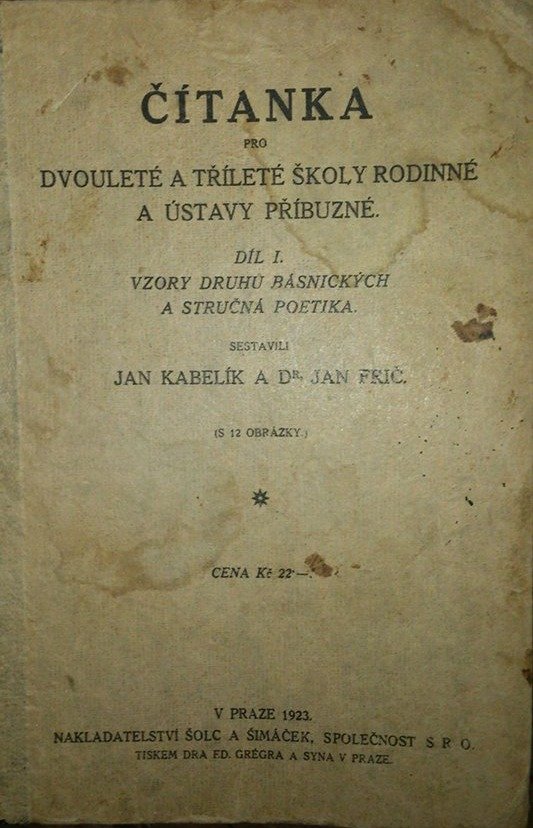 ČÍTANKA
PRO
DVOULETÉ A TŘÍLETÉ ŠKOLY RODINNÉ
A ÚSTAVY PŘÍBUZNÉ.
DÍL I.
VZORY DRUHŮ BÁSNICKÝCH
A STRUČNÁ POETIKA.
SESTAVILI
JAN KABELÍK A DR. JAN FRIČ.
(S 12 OBRÁZKY.)
CENA Kč 22·—.
V PRAZE 1923.
NAKLADATELSTVÍ ŠOLC A ŠIMÁČEK, SPOLEČNOST S R O.
TISKEM DRA ED. GRÉGRA A SYNA V PRAZE.